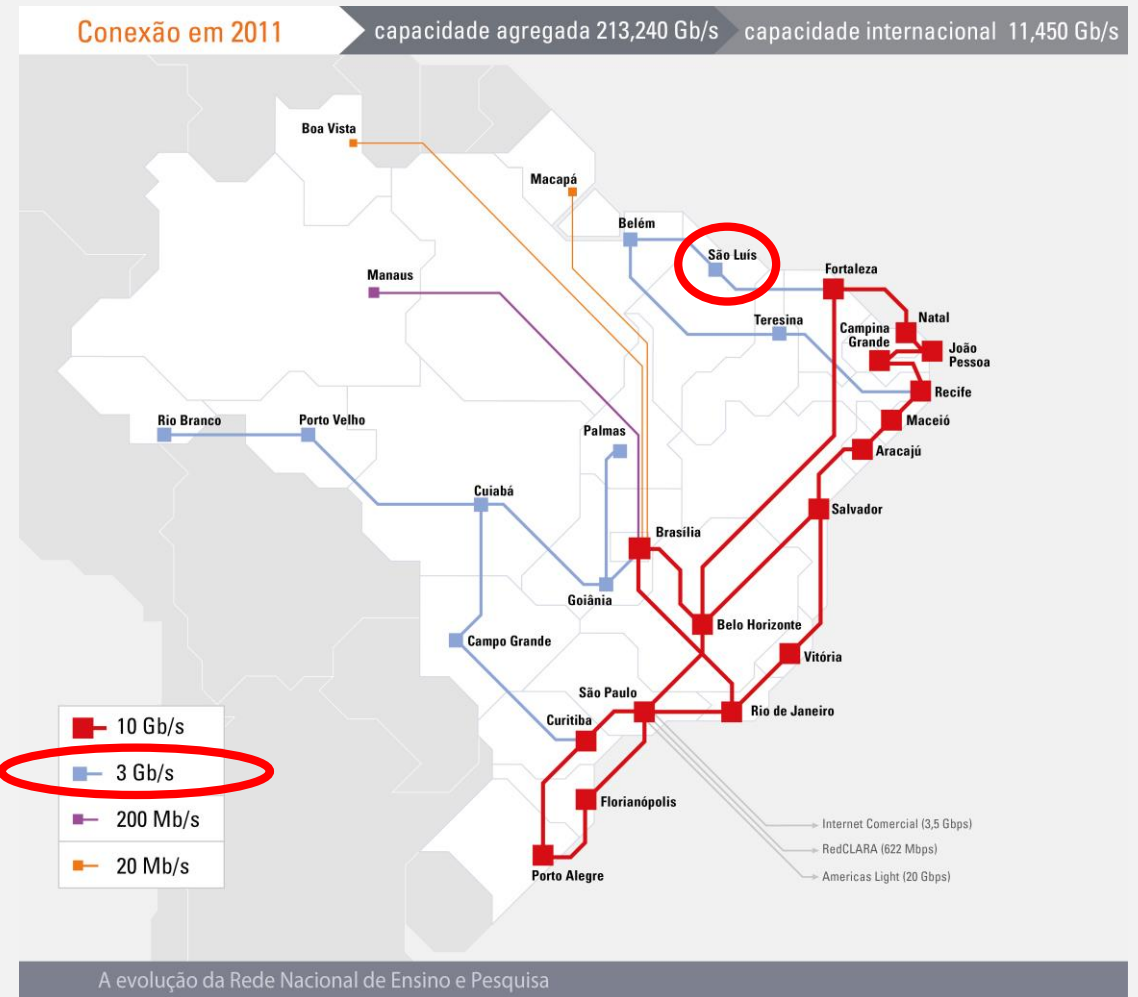 Conexão em 2011
capacidade agregada 213,240 Gb/s
capacidade internacional 11,450 Gb/s
Boa Vista
Macapá
Belém
São Luís
Manaus
Fortaleza
Teresina
Natal
Campina
Grande
João
Pessoa
Recife
Rio Branco
Porto Velho
Palmas
Maceió
Aracajú
Cuiabá
Salvador
Brasília
Goiânia
Belo Horizonte
Campo Grande
Vitória
São Paulo
Rio de Janeiro
Curitiba
Florianópolis
Porto Alegre
10 Gb/s
3 Gb/s
200 Mb/s
20 Mb/s
Internet Comercial (3,5 Gbps)
RedCLARA (622 Mbps)
Americas Light (20 Gbps)
A evolução da Rede Nacional de Ensino e Pesquisa